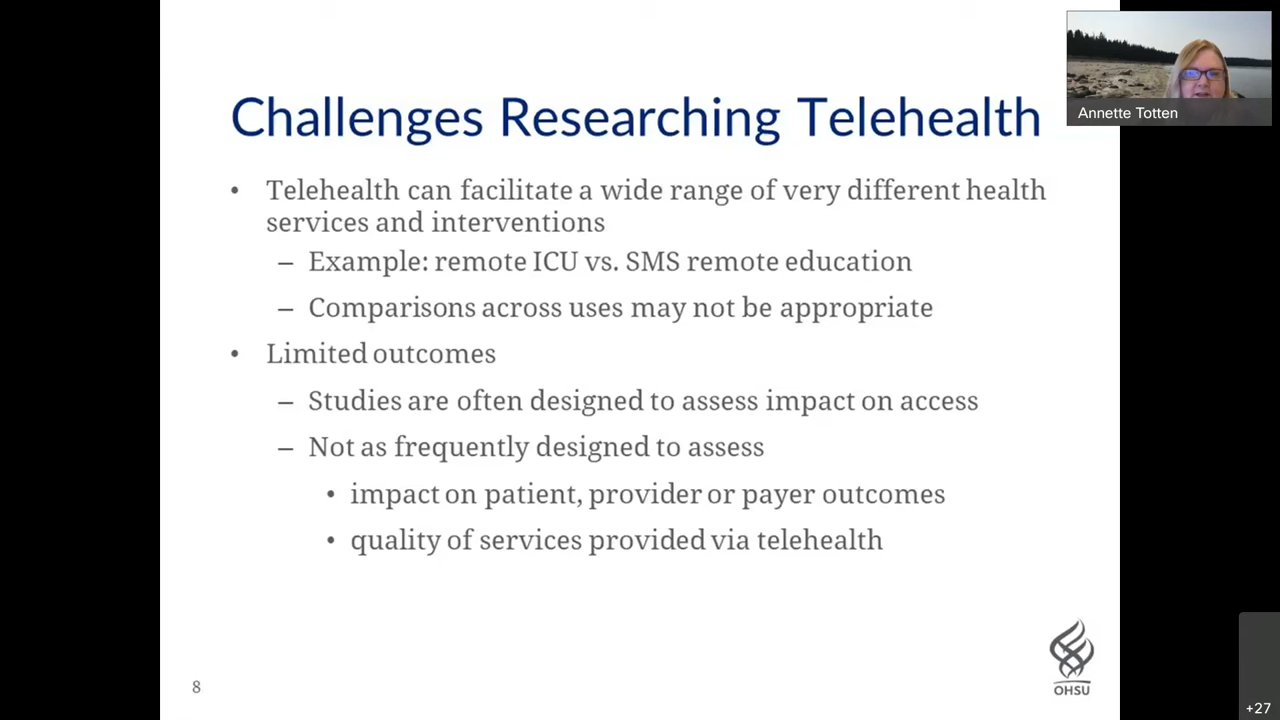 Challenges Researching Telehealth
Annette Totten
• Telehealth can facilitate a wide range of very different health
services and interventions
– Example: remote ICU vs. SMS remote education
– Comparisons across uses may not be appropriate
• Limited outcomes
– Studies are often designed to assess impact on access
– Not as frequently designed to assess
• impact on patient, provider or payer outcomes
• quality of services provided via telehealth
8
OHSU
+27